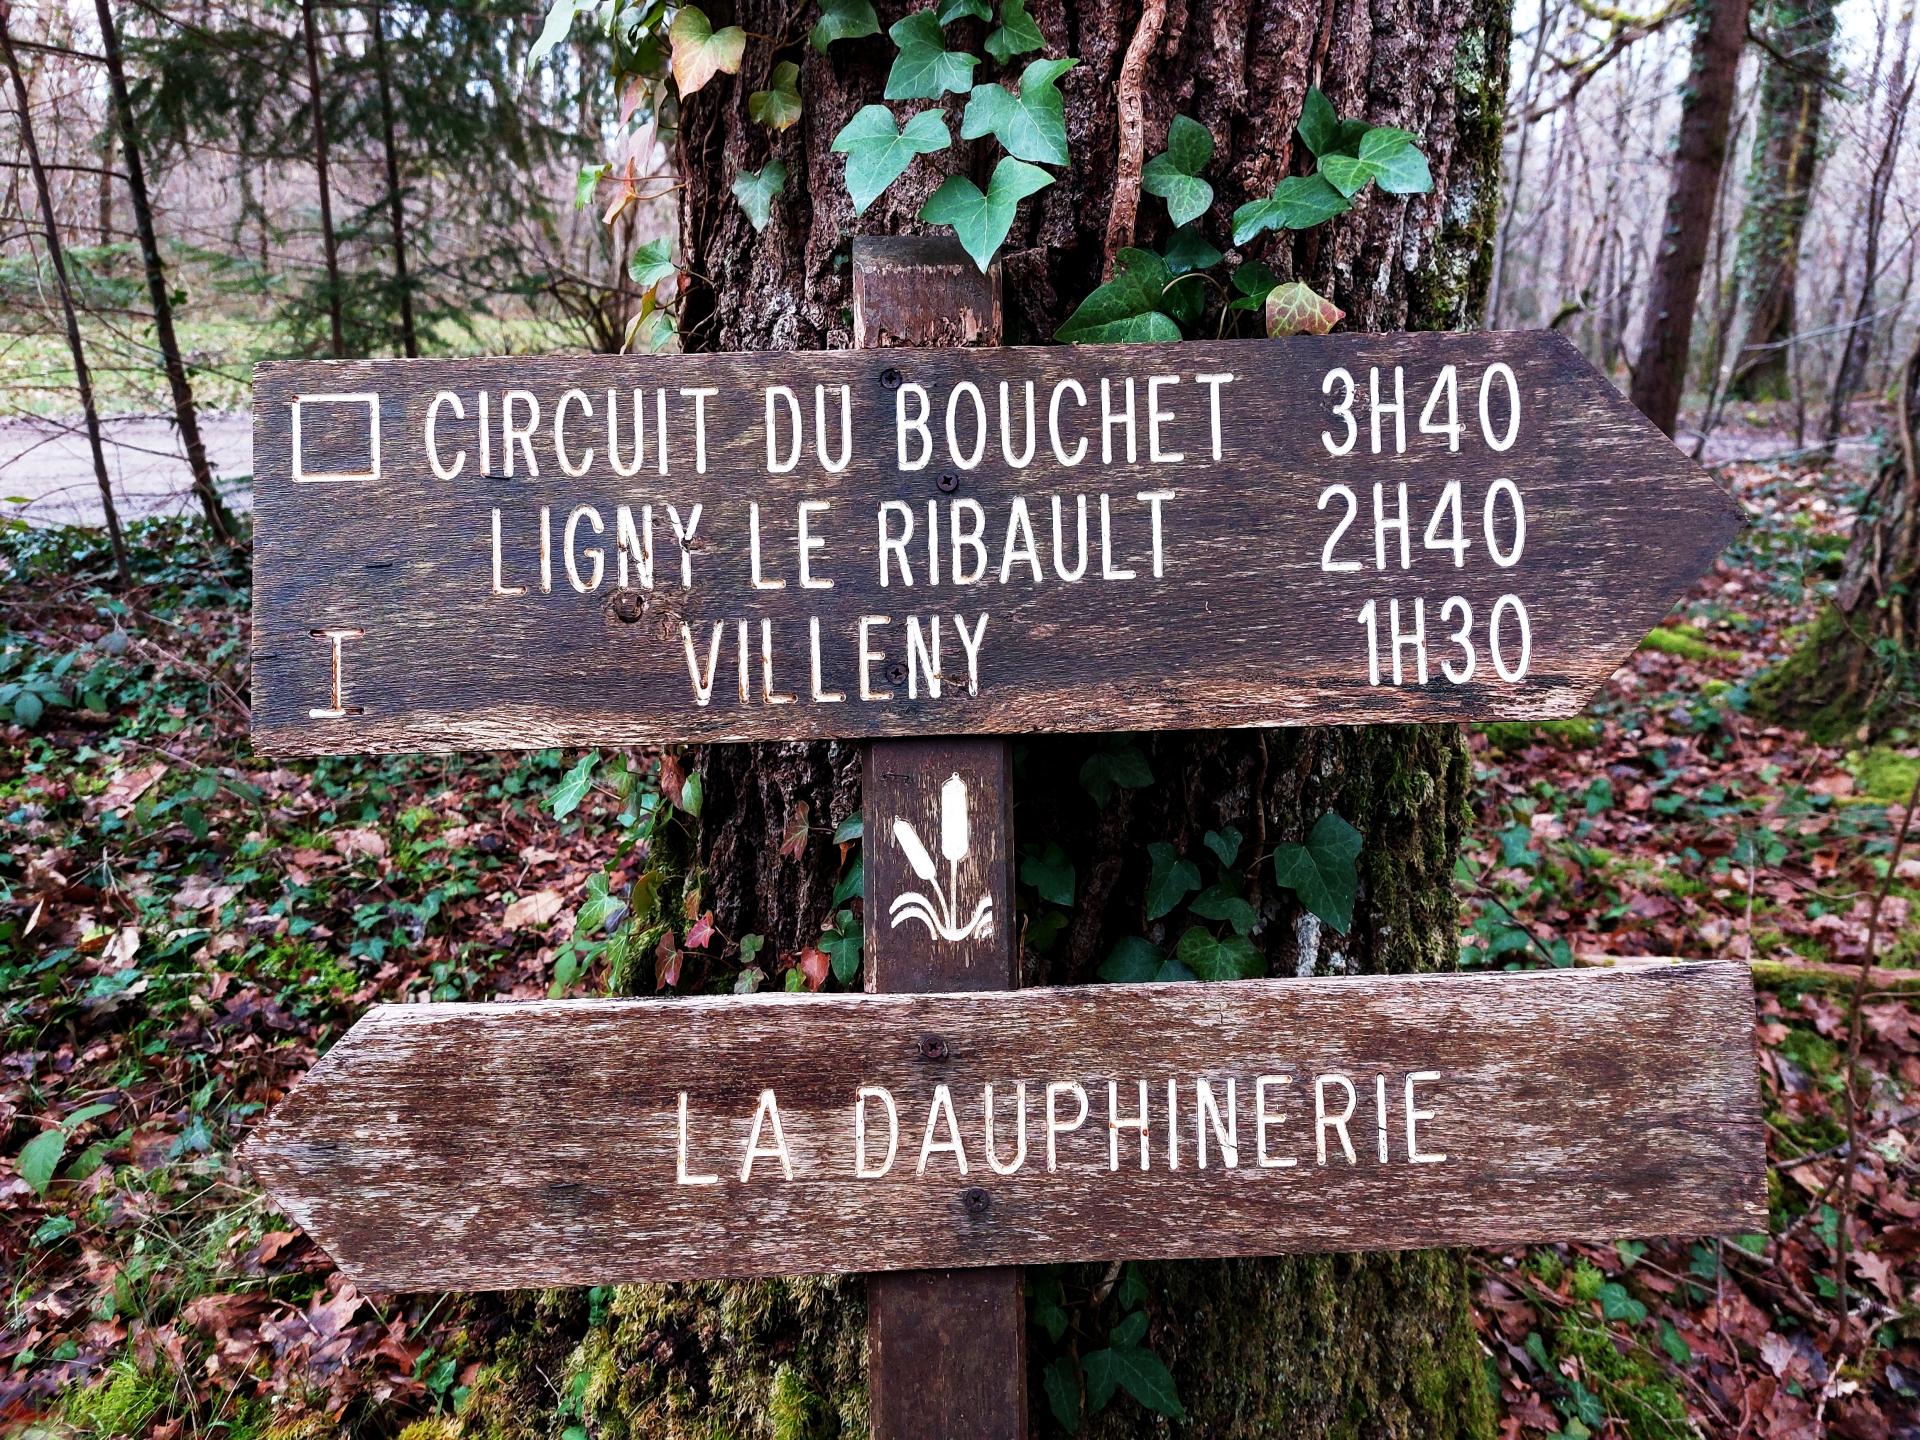 CIRCUIT DU BOUCHET 3H40
LIGNY LE RIBAULT 2H40
I VILLENY 1H30
LA DAUPHINERIE